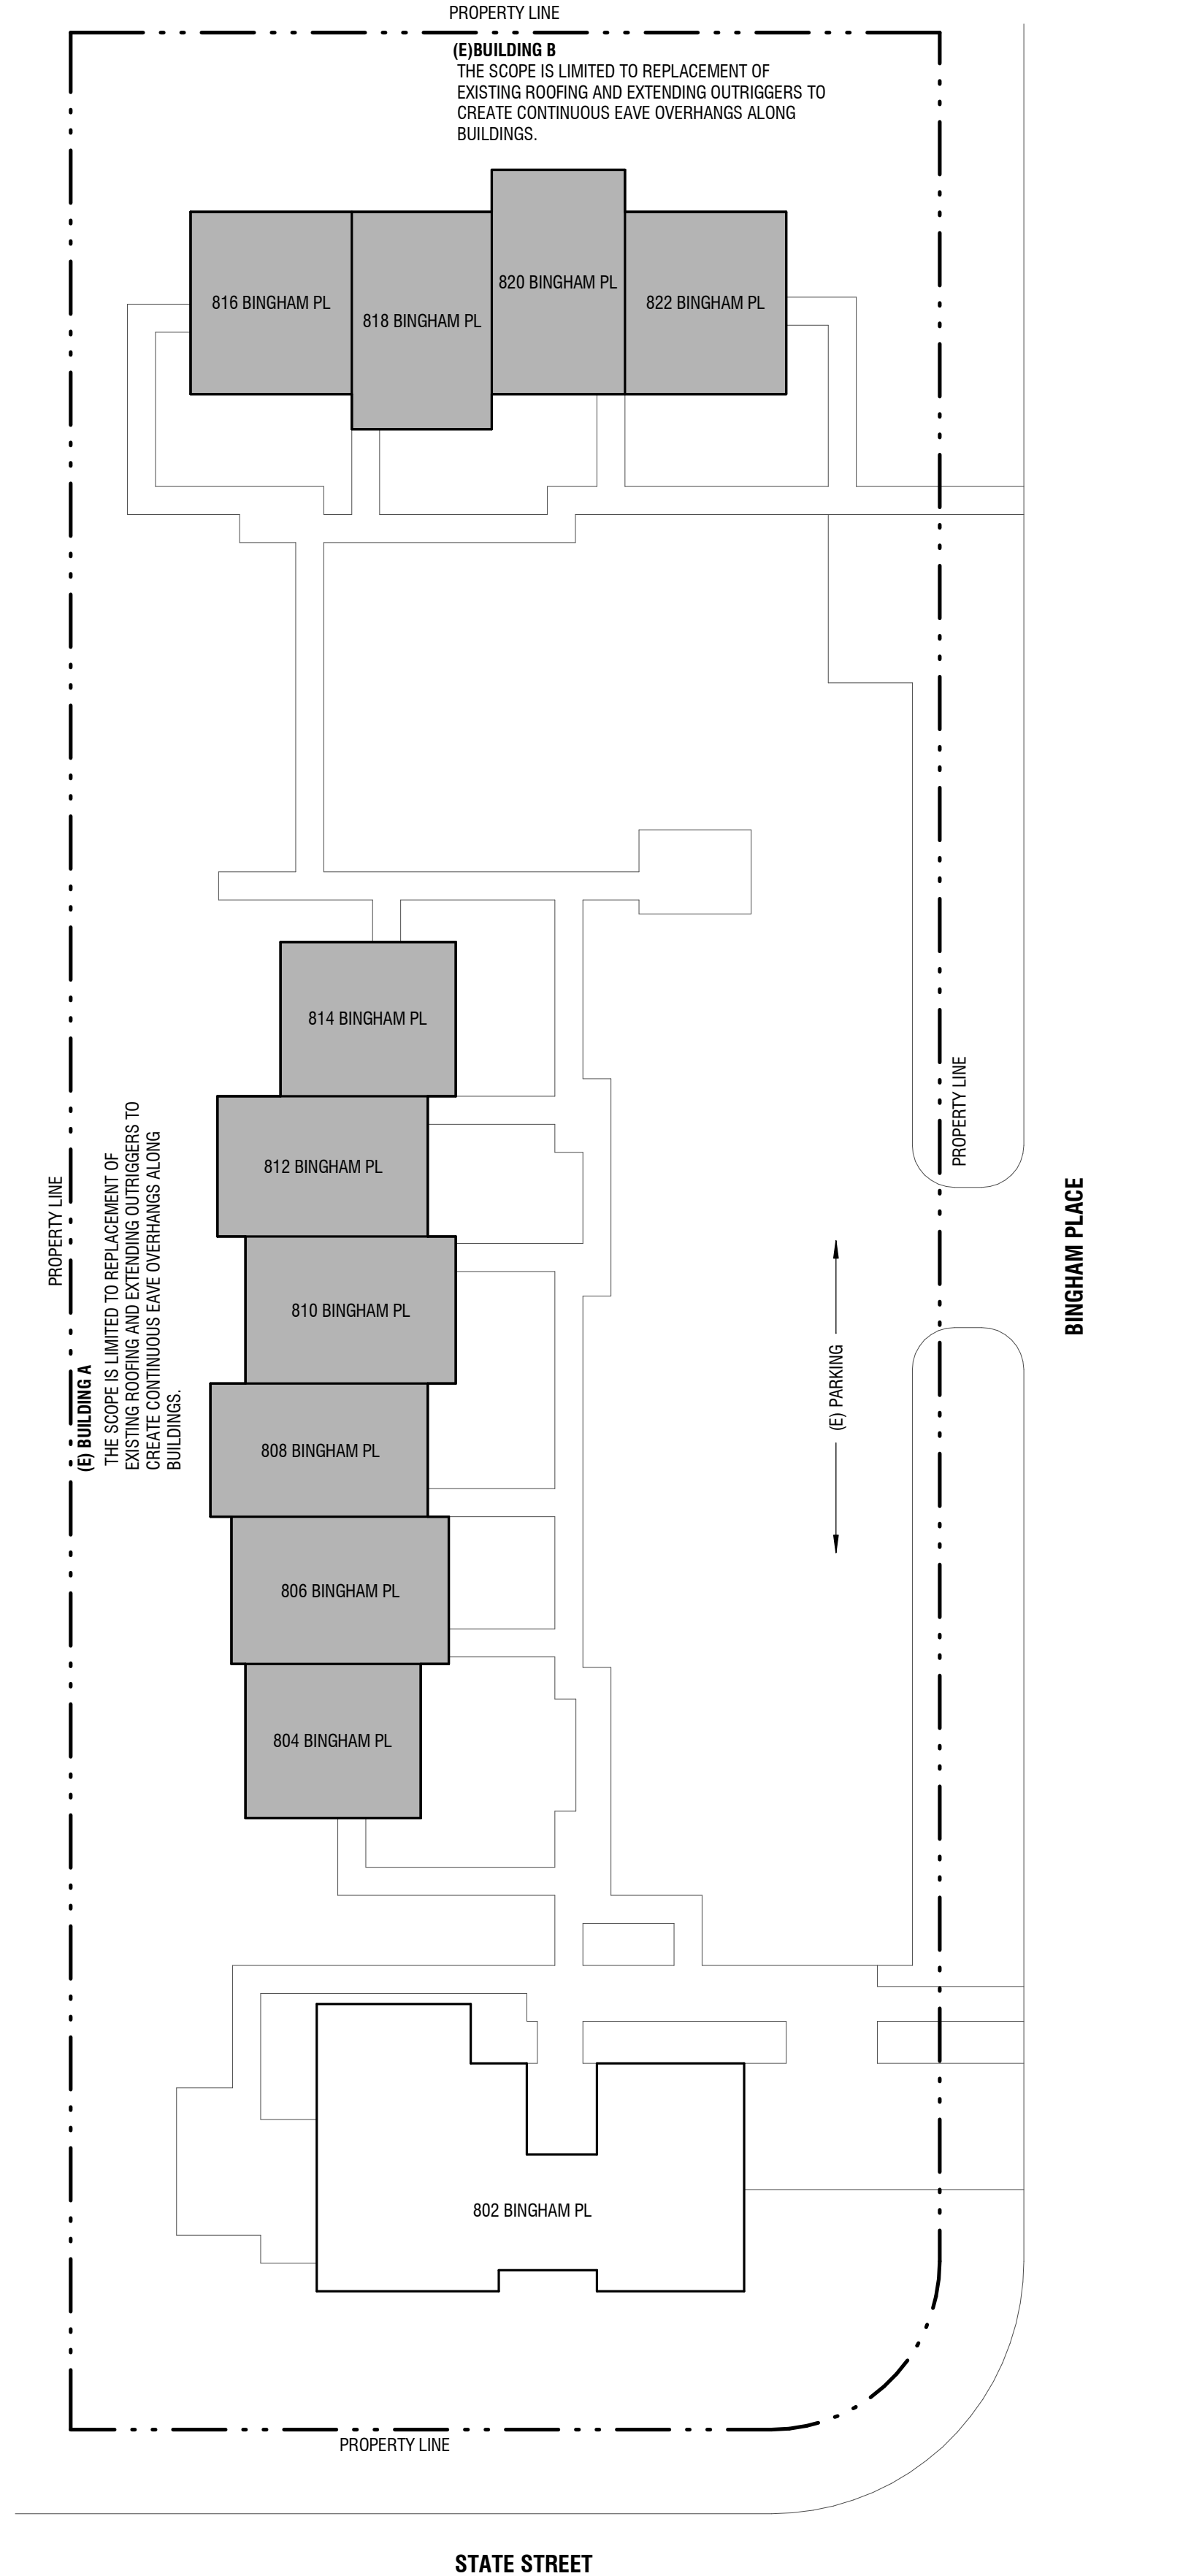 PROPERTY LINE
(E)BUILDING B
THE SCOPE IS LIMITED TO REPLACEMENT OF
EXISTING ROOFING AND EXTENDING OUTRIGGERS TO
CREATE CONTINUOUS EAVE OVERHANGS ALONG
BUILDINGS.
816 BINGHAM PL
818 BINGHAM PL
820 BINGHAM PL
822 BINGHAM PL
814 BINGHAM PL
812 BINGHAM PL
810 BINGHAM PL
808 BINGHAM PL
806 BINGHAM PL
804 BINGHAM PL
PROPERTY LINE
(E) BUILDING A
THE SCOPE IS LIMITED TO REPLACEMENT OF
EXISTING ROOFING AND EXTENDING OUTRIGGERS TO
CREATE CONTINUOUS EAVE OVERHANGS ALONG
BUILDINGS.
(E) PARKING
PROPERTY LINE
BINGHAM PLACE
802 BINGHAM PL
PROPERTY LINE
STATE STREET